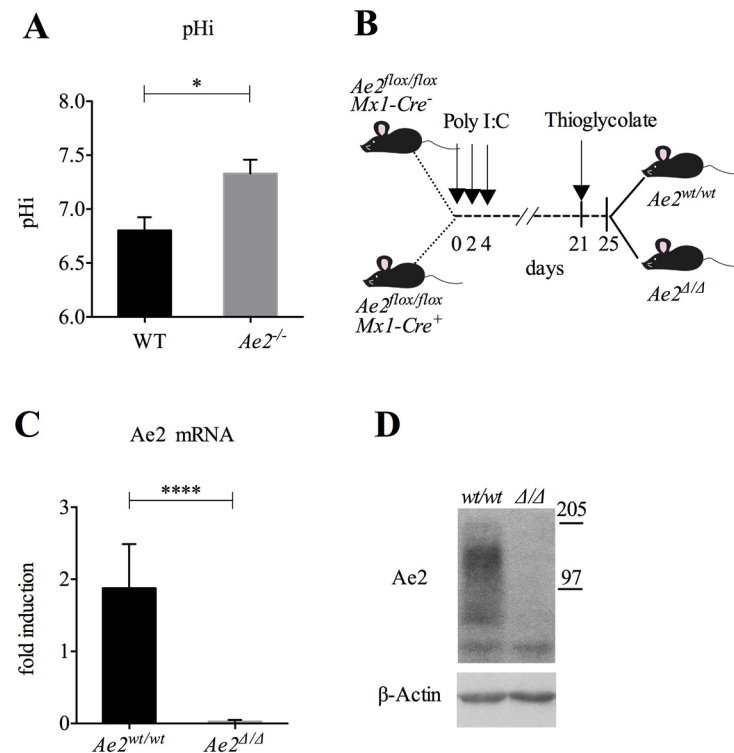 A
pHi
*
8.0
7.5
7.0
6.5
6.0
pHi
WT
Ae2-/-
B
Ae2flox/flox
Mx1-Cre-
Poly I:C
Thioglycolate
Ae2wt/wt
0 2 4
21
25
days
Ae2flox/flox
Mx1-Cre+
Ae2Δ/Δ
C
Ae2 mRNA
****
3
2
1
0
fold induction
Ae2wt/wt
Ae2Δ/Δ
D
wt/wt Δ/Δ
205
Ae2
97
β-Actin